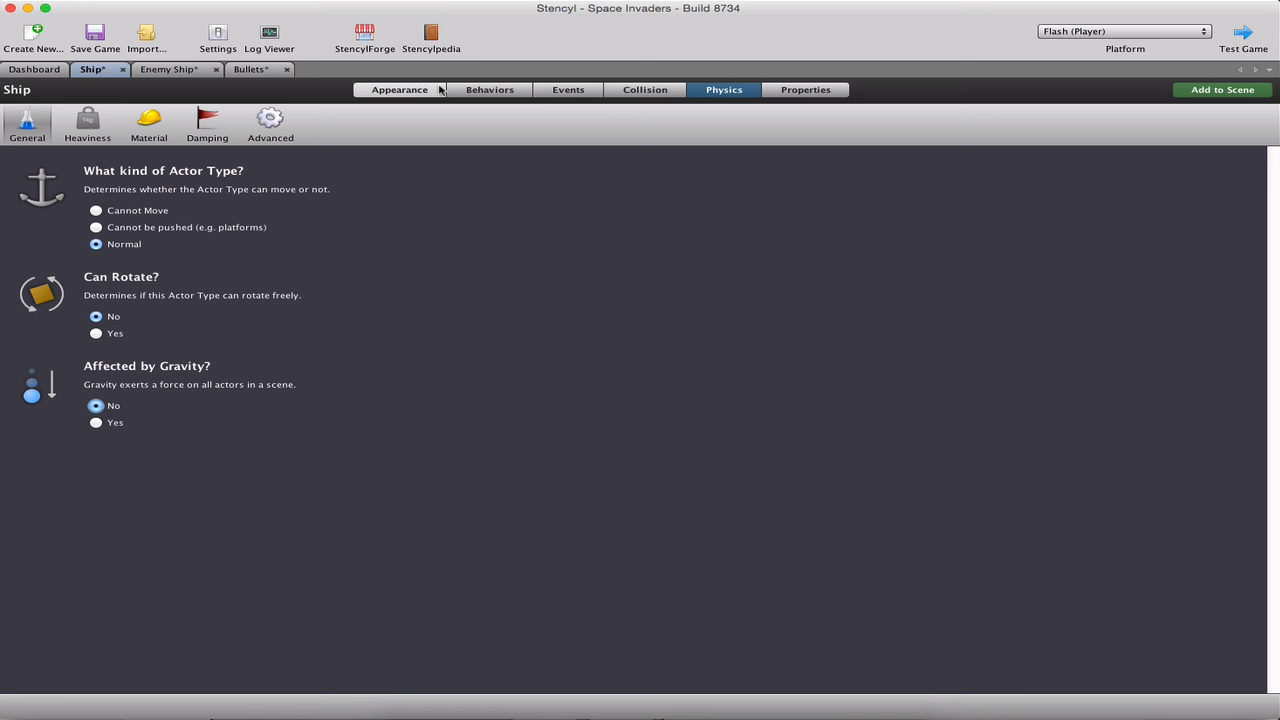 Stencyl - Space Invaders - Build 8734
Create New... Save Game Import... Settings Log Viewer StencylForge Stencylpedia Flash (Player) Platform Test Game
Dashboard Ship* Enemy Ship* Bullets*
Ship Appearance Behaviors Events Collision Physics Properties Add to Scene
General Heaviness Material Damping Advanced
What kind of Actor Type?
Determines whether the Actor Type can move or not.
Cannot Move
Cannot be pushed (e.g. platforms)
Normal
Can Rotate?
Determines if this Actor Type can rotate freely.
No
Yes
Affected by Gravity?
Gravity exerts a force on all actors in a scene.
No
Yes